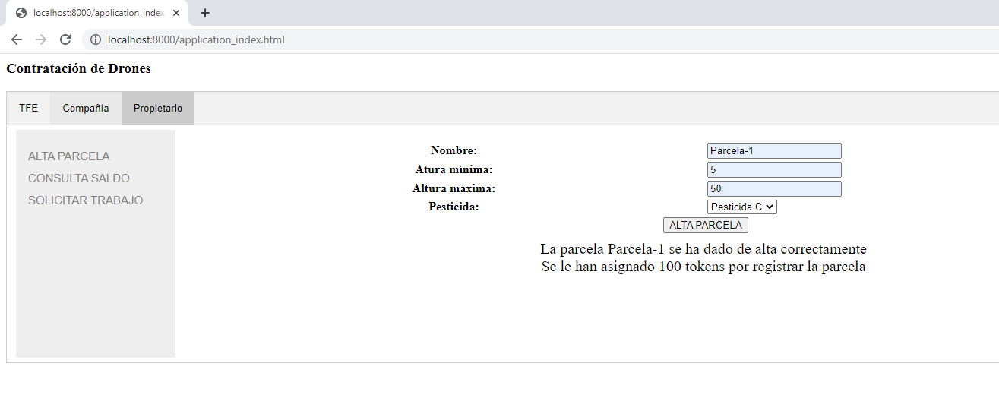 localhost:8000/application_index
localhost:8000/application_index.html
Contratación de Drones
TFE Compañía Propietario
ALTA PARCELA
CONSULTA SALDO
SOLICITAR TRABAJO
Nombre: Parcela-1
Atura mínima: 5
Altura máxima: 50
Pesticida: Pesticida C
ALTA PARCELA
La parcela Parcela-1 se ha dado de alta correctamente
Se le han asignado 100 tokens por registrar la parcela